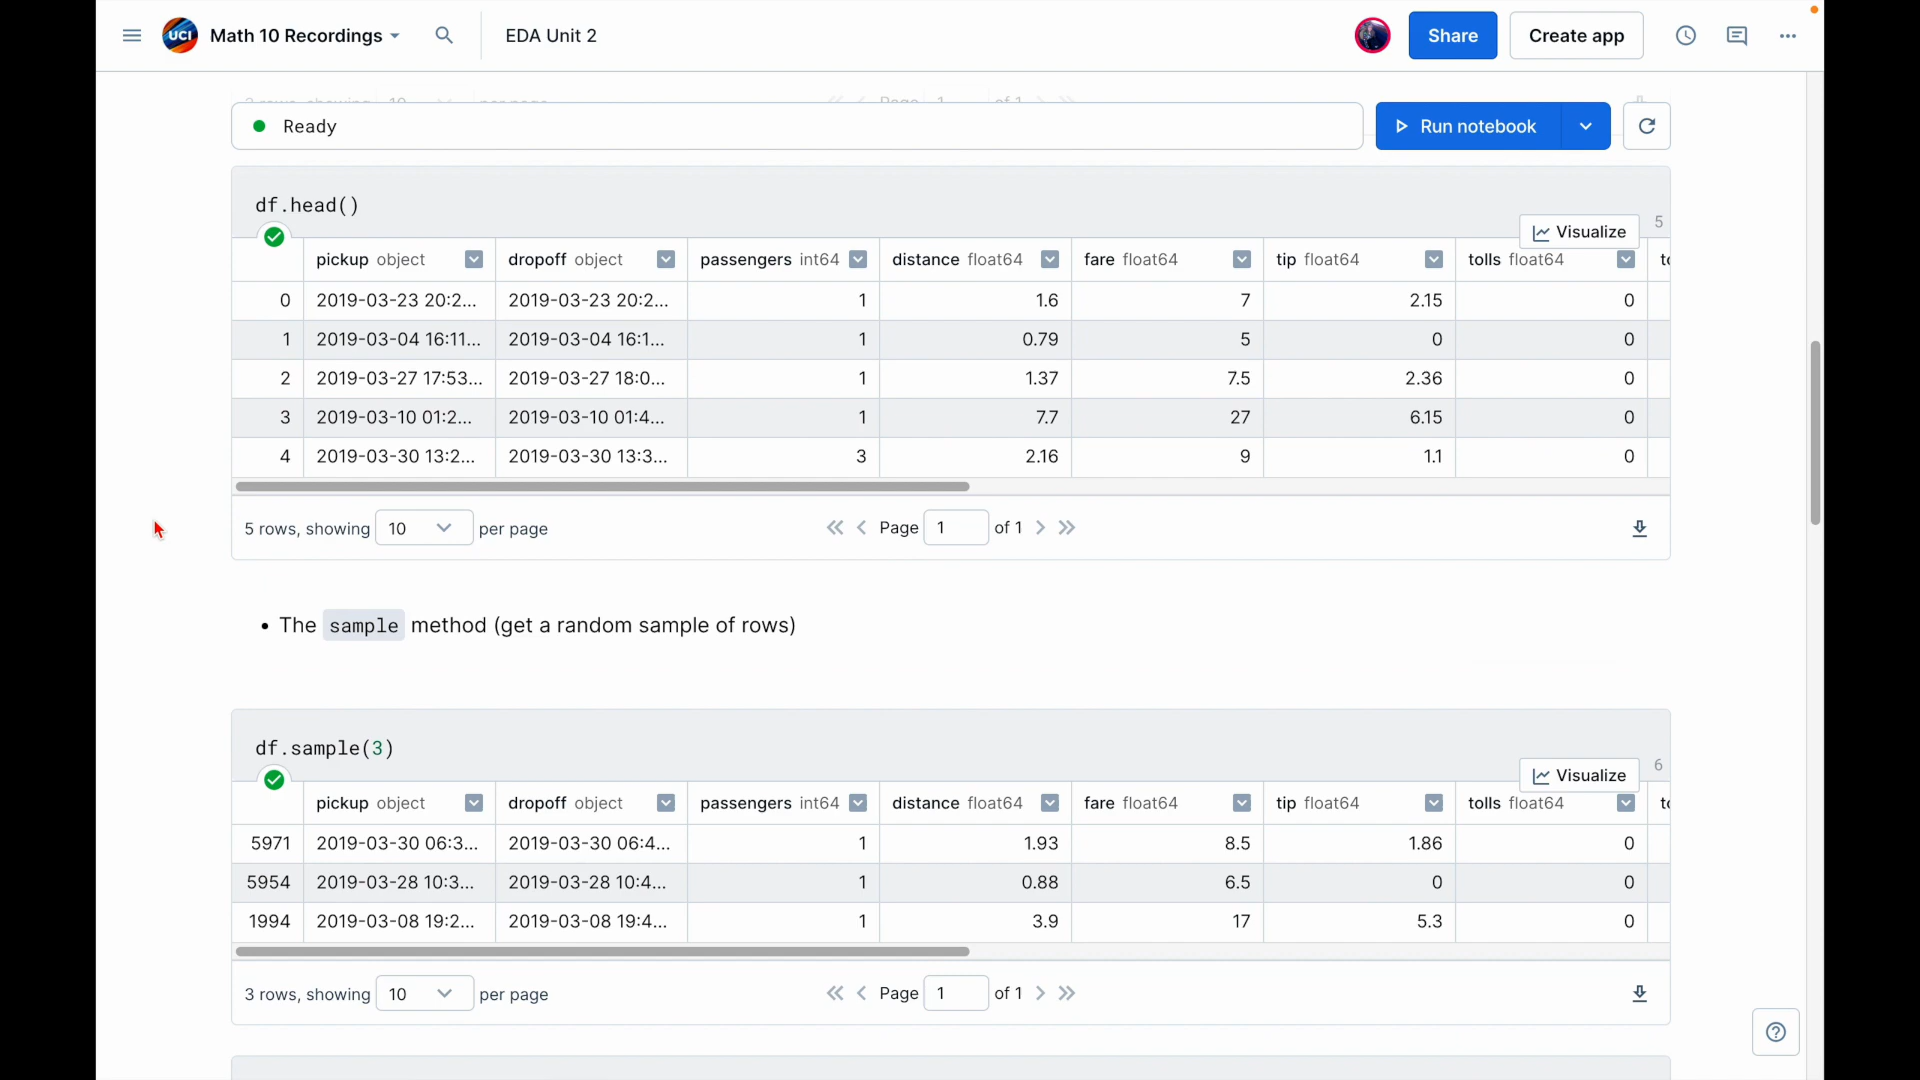 UCI Math 10 Recordings EDA Unit 2 Share Create app
Ready Run notebook
df.head()
Visualize 5
pickup object dropoff object passengers int64 distance float64 fare float64 tip float64 tolls float64
0 2019-03-23 20:2... 2019-03-23 20:2... 1 1.6 7 2.15 0
1 2019-03-04 16:11... 2019-03-04 16:1... 1 0.79 5 0 0
2 2019-03-27 17:53... 2019-03-27 18:0... 1 1.37 7.5 2.36 0
3 2019-03-10 01:2... 2019-03-10 01:4... 1 7.7 27 6.15 0
4 2019-03-30 13:2... 2019-03-30 13:3... 3 2.16 9 1.1 0
5 rows, showing 10 per page Page 1 of 1
• The sample method (get a random sample of rows)
df.sample(3)
Visualize 6
pickup object dropoff object passengers int64 distance float64 fare float64 tip float64 tolls float64
5971 2019-03-30 06:3... 2019-03-30 06:4... 1 1.93 8.5 1.86 0
5954 2019-03-28 10:3... 2019-03-28 10:4... 1 0.88 6.5 0 0
1994 2019-03-08 19:2... 2019-03-08 19:4... 1 3.9 17 5.3 0
3 rows, showing 10 per page Page 1 of 1